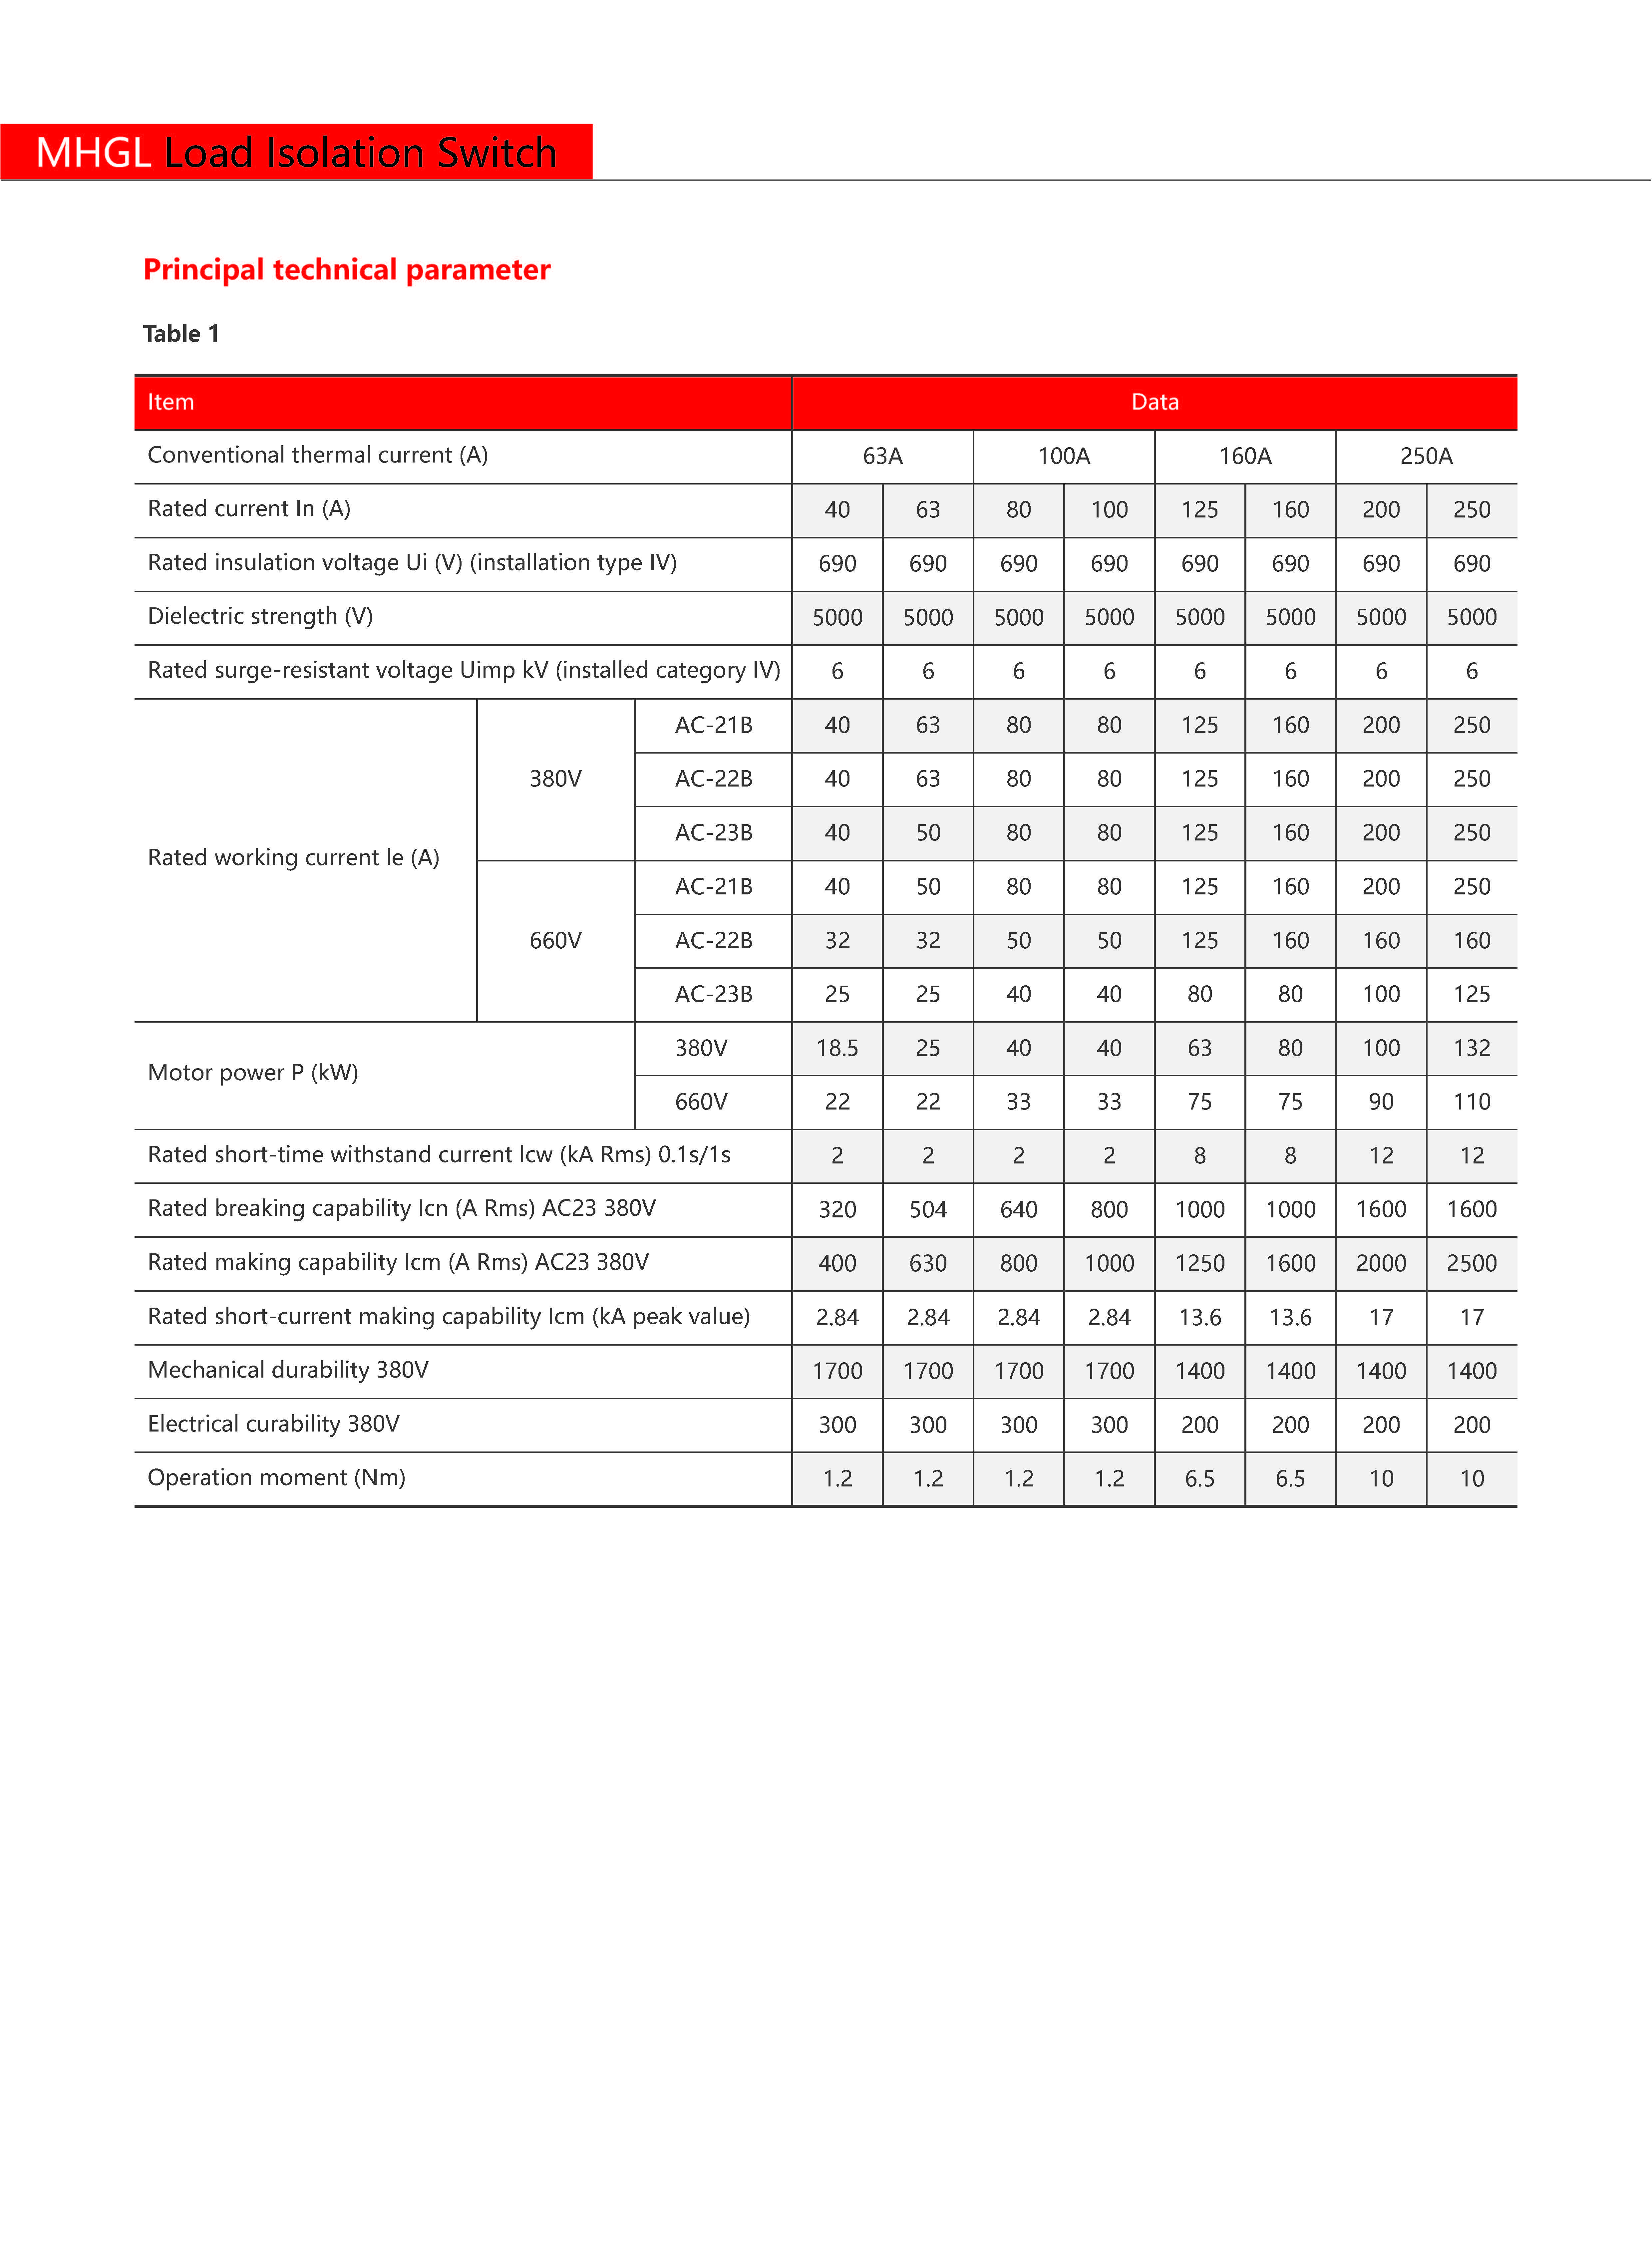 MHGL Load Isolation Switch
Principal technical parameter
Table 1
Item Data
Conventional thermal current (A) 63A 100A 160A 250A
Rated current In (A) 40 63 80 100 125 160 200 250
Rated insulation voltage Ui (V) (installation type IV) 690 690 690 690 690 690 690 690
Dielectric strength (V) 5000 5000 5000 5000 5000 5000 5000 5000
Rated surge-resistant voltage Uimp kV (installed category IV) 6 6 6 6 6 6 6 6
Rated working current le (A)
380V
AC-21B 40 63 80 80 125 160 200 250
AC-22B 40 63 80 80 125 160 200 250
AC-23B 40 50 80 80 125 160 200 250
660V
AC-21B 40 50 80 80 125 160 200 250
AC-22B 32 32 50 50 125 160 160 160
AC-23B 25 25 40 40 80 80 100 125
Motor power P (kW)
380V 18.5 25 40 40 63 80 100 132
660V 22 22 33 33 75 75 90 110
Rated short-time withstand current lcw (kA Rms) 0.1s/1s 2 2 2 2 8 8 12 12
Rated breaking capability Icn (A Rms) AC23 380V 320 504 640 800 1000 1000 1600 1600
Rated making capability Icm (A Rms) AC23 380V 400 630 800 1000 1250 1600 2000 2500
Rated short-current making capability Icm (kA peak value) 2.84 2.84 2.84 2.84 13.6 13.6 17 17
Mechanical durability 380V 1700 1700 1700 1700 1400 1400 1400 1400
Electrical curability 380V 300 300 300 300 200 200 200 200
Operation moment (Nm) 1.2 1.2 1.2 1.2 6.5 6.5 10 10